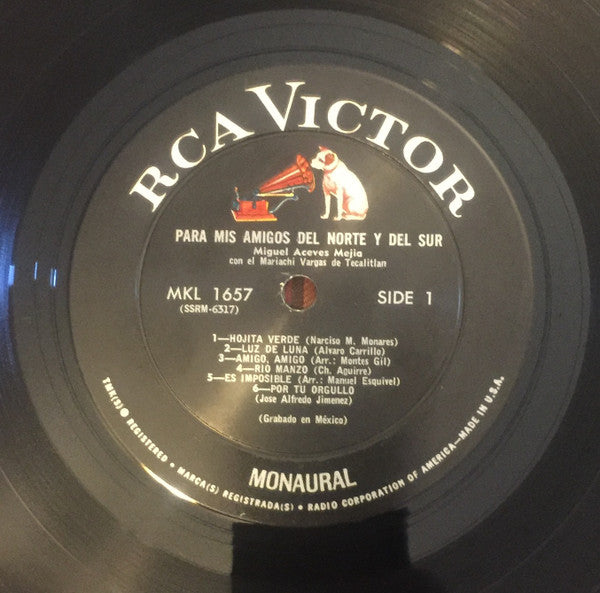 RCA VICTOR
PARA MIS AMIGOS DEL NORTE Y DEL SUR
Miguel Aceves Mejia
con el Mariachi Vargas de Tecalitlan
MKL 1657
(SSRM-6317)
SIDE 1
1—HOJITA VERDE (Narciso M. Monares)
2—LUZ DE LUNA (Alvaro Carrillo)
3—AMIGO, AMIGO (Arr.: Montes Gil)
4—RIO MANZO (Ch. Aguirre)
5—ES IMPOSIBLE (Arr.: Manuel Esquivel)
6—POR TU ORGULLO
(Jose Alfredo Jimenez)
(Grabado en México)
MONAURAL
TMK(S) ® REGISTERED • MARCA(S) REGISTRADA(S) • RADIO CORPORATION OF AMERICA—MADE IN U.S.A.